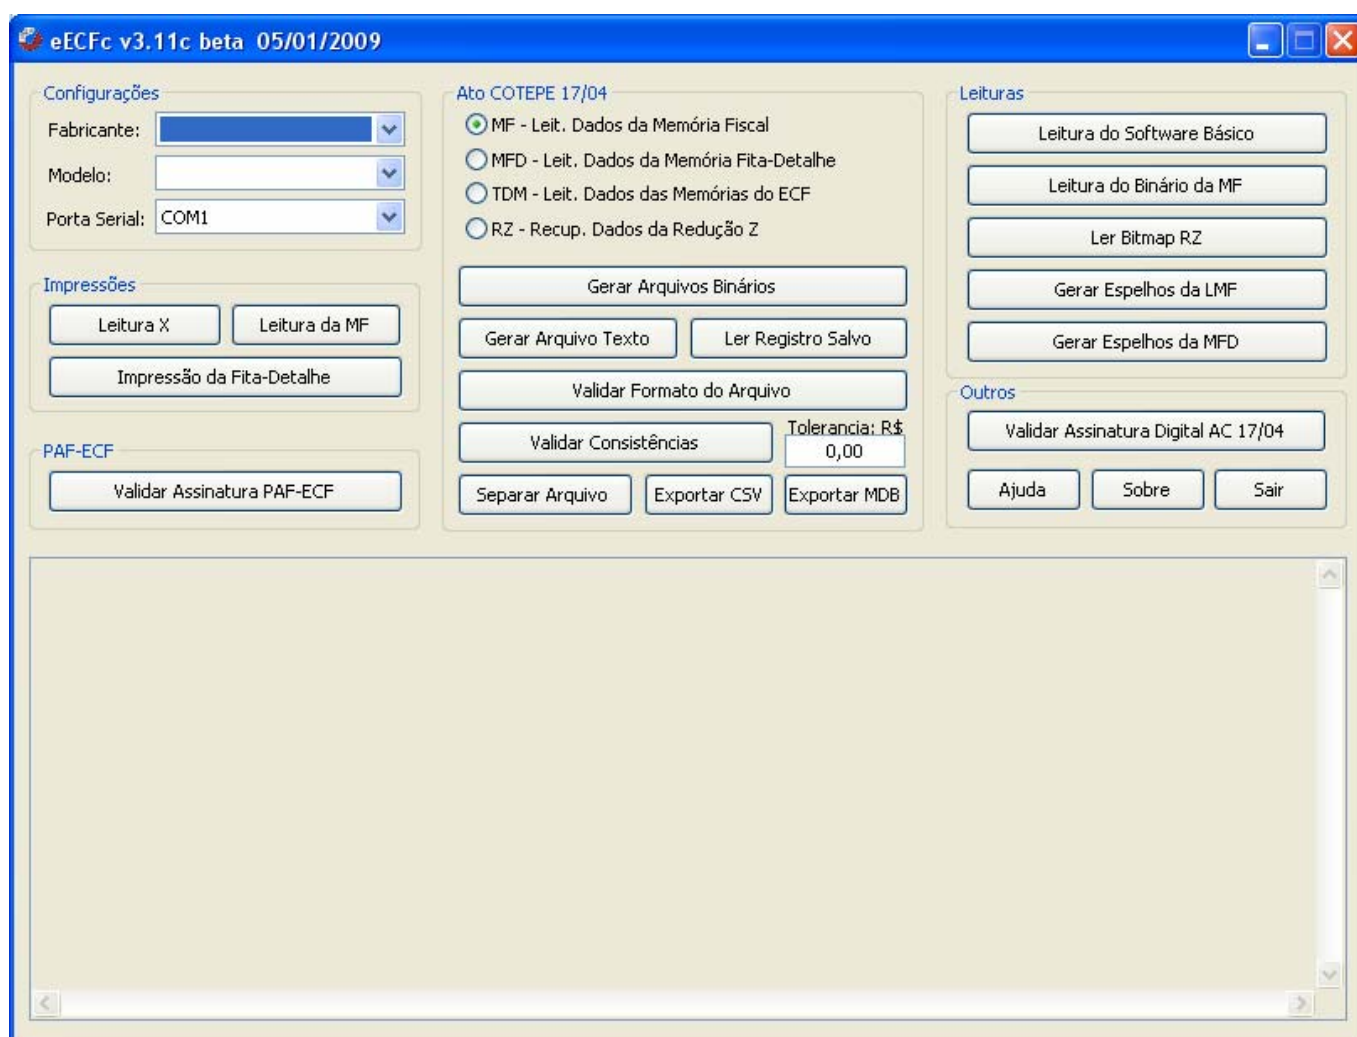 eECFc v3.11c beta 05/01/2009
Configurações
Fabricante:
Modelo:
Porta Serial: COM1
Impressões
Leitura X
Leitura da MF
Impressão da Fita-Detalhe
PAF-ECF
Validar Assinatura PAF-ECF
Ato COTEPE 17/04
MF - Leit. Dados da Memória Fiscal
MFD - Leit. Dados da Memória Fita-Detalhe
TDM - Leit. Dados das Memórias do ECF
RZ - Recup. Dados da Redução Z
Gerar Arquivos Binários
Gerar Arquivo Texto
Ler Registro Salvo
Validar Formato do Arquivo
Validar Consistências
Tolerancia: R$
0,00
Separar Arquivo
Exportar CSV
Exportar MDB
Leituras
Leitura do Software Básico
Leitura do Binário da MF
Ler Bitmap RZ
Gerar Espelhos da LMF
Gerar Espelhos da MFD
Outros
Validar Assinatura Digital AC 17/04
Ajuda
Sobre
Sair